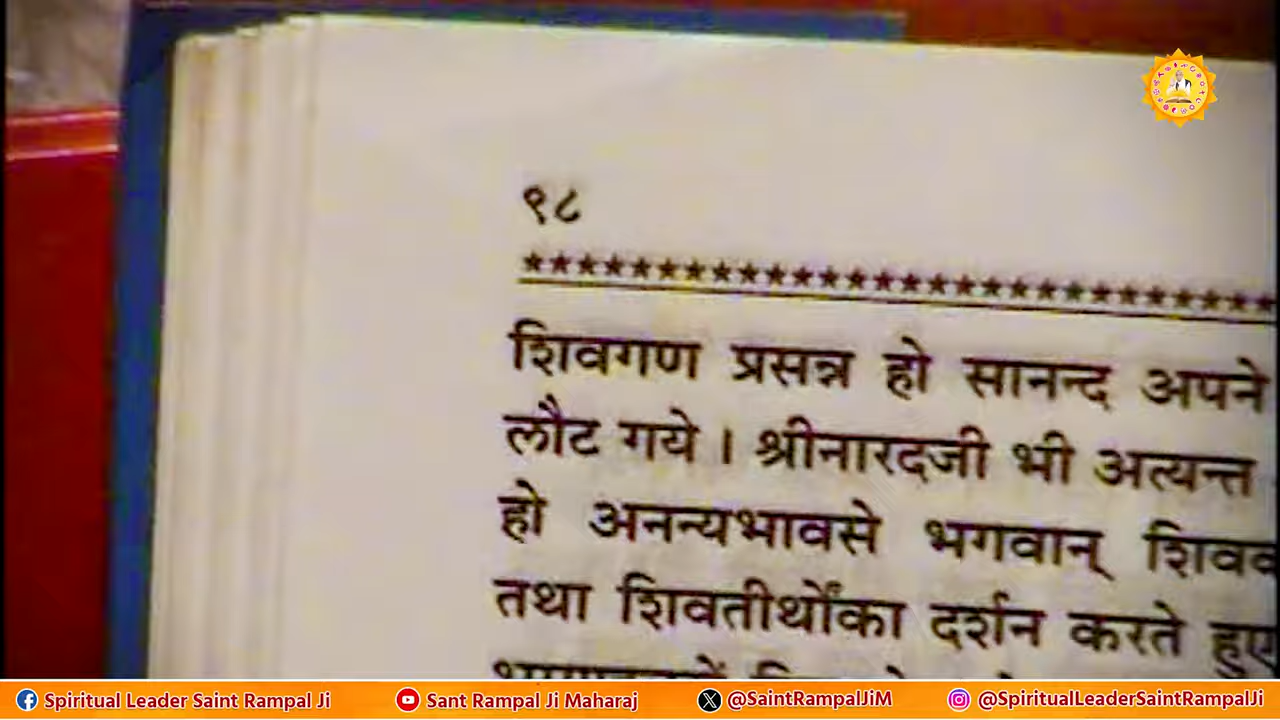 ९८
************************************
शिवगण प्रसन्न हो सानन्द अपने
लौट गये । श्रीनारदजी भी अत्यन्त
हो अनन्यभावसे भगवान् 
तथा शिवतीर्थोंका दर्शन करते हुए
Spiritual Leader Saint Rampal Ji
Sant Rampal Ji Maharaj
@SaintRampalJiM
@SpiritualLeaderSaintRampalJi